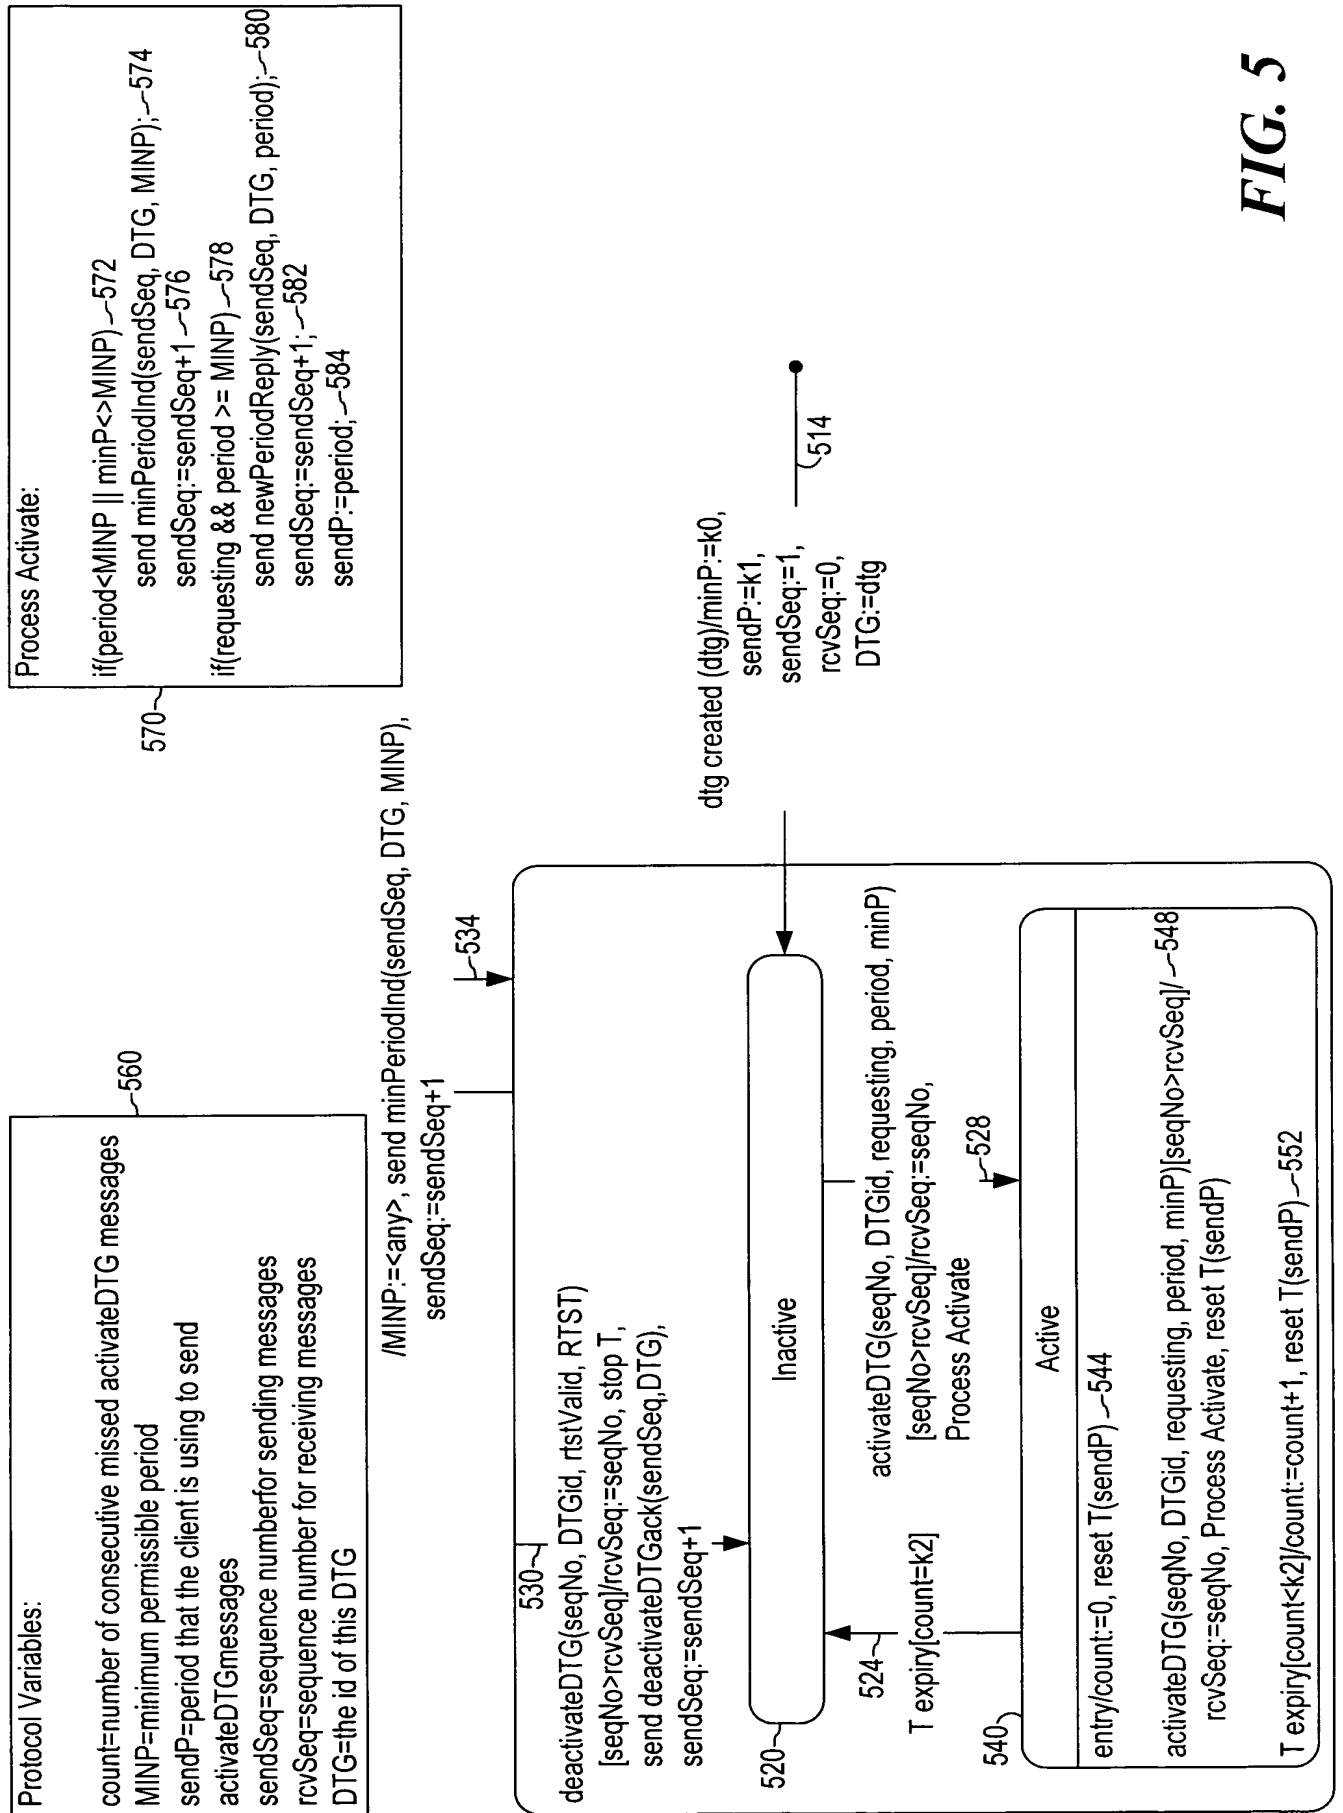 Protocol Variables:
count=number of consecutive missed activateDTG messages
MINP=minimum permissible period
sendP=period that the client is using to send
activateDTGmessages
sendSeq=sequence numberfor sending messages
rcvSeq=sequence number for receiving messages
DTG=the id of this DTG
560
Process Activate:
if(period<MINP || minP<>MINP) 572
send minPeriodInd(sendSeq, DTG, MINP); 574
sendSeq:=sendSeq+1 576
if(requesting && period >= MINP) 578
send newPeriodReply(sendSeq, DTG, period); 580
sendSeq:=sendSeq+1; 582
sendP:=period; 584
570
/MINP:=<any>, send minPeriodInd(sendSeq, DTG, MINP),
sendSeq:=sendSeq+1
534
530
deactivateDTG(seqNo, DTGid, rtstValid, RTST)
[seqNo>rcvSeq]/rcvSeq:=seqNo, stop T,
send deactivateDTGack(sendSeq,DTG),
sendSeq:=sendSeq+1
dtg created (dtg)/minP:=k0,
sendP:=k1,
sendSeq:=1,
rcvSeq:=0,
DTG:=dtg
514
Inactive
520
524
T expiry[count=k2]
activateDTG(seqNo, DTGid, requesting, period, minP)
[seqNo>rcvSeq]/rcvSeq:=seqNo,
Process Activate
528
540
Active
entry/count:=0, reset T(sendP) 544
activateDTG(seqNo, DTGid, requesting, period, minP)[seqNo>rcvSeq]/ 548
rcvSeq:=seqNo, Process Activate, reset T(sendP)
T expiry[count<k2]/count:=count+1, reset T(sendP) 552
FIG. 5